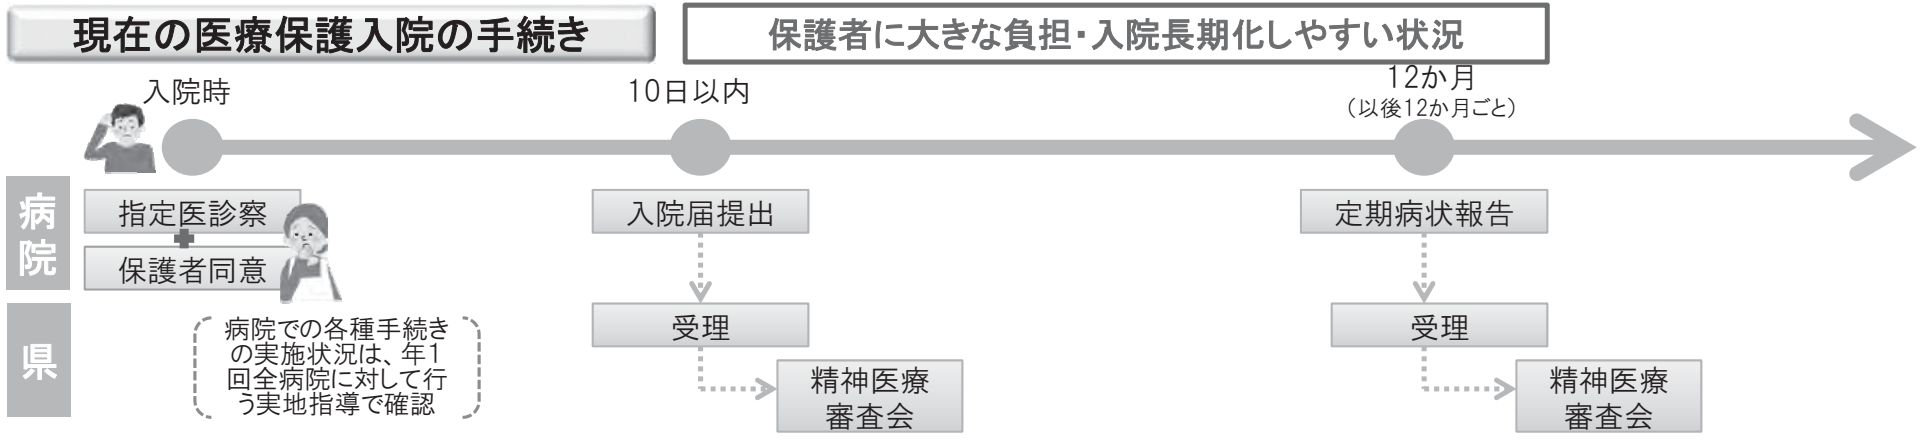 現在の医療保護入院の手続き
保護者に大きな負担・入院長期化しやすい状況
入院時
10日以内
12か月
（以後12か月ごと）
病院
指定医診察
保護者同意
入院届提出
定期病状報告
県
病院での各種手続き
の実施状況は、年1
回全病院に対して行
う実地指導で確認
受理
精神医療
審査会
受理
精神医療
審査会